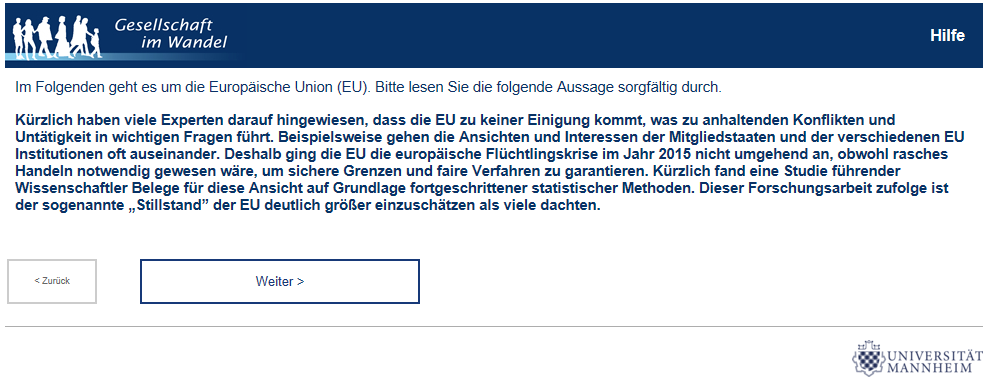 Gesellschaft
im Wandel
Hilfe
Im Folgenden geht es um die Europäische Union (EU). Bitte lesen Sie die folgende Aussage sorgfältig durch.
Kürzlich haben viele Experten darauf hingewiesen, dass die EU zu keiner Einigung kommt, was zu anhaltenden Konflikten und
Untätigkeit in wichtigen Fragen führt. Beispielsweise gehen die Ansichten und Interessen der Mitgliedstaaten und der verschiedenen EU
Institutionen oft auseinander. Deshalb ging die EU die europäische Flüchtlingskrise im Jahr 2015 nicht umgehend an, obwohl rasches
Handeln notwendig gewesen wäre, um sichere Grenzen und faire Verfahren zu garantieren. Kürzlich fand eine Studie führender
Wissenschaftler Belege für diese Ansicht auf Grundlage fortgeschrittener statistischer Methoden. Dieser Forschungsarbeit zufolge ist
der sogenannte „Stillstand” der EU deutlich größer einzuschätzen als viele dachten.
< Zurück
Weiter >
UNIVERSITÄT
MANNHEIM